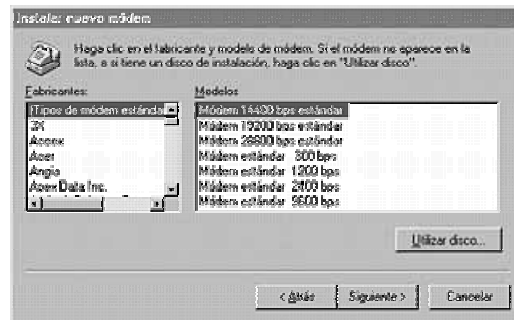 Instalar nuevo módem
Haga clic en el fabricante y modelo de módem. Si el módem no aparece en la
lista, o si tiene un disco de instalación, haga clic en "Utilizar disco".
Fabricantes:
(Tipos de módem estándar
3X
Aceex
Acer
Angia
Apex Data Inc.
Modelos
Módem 14400 bps estándar
Módem 19200 bps estándar
Módem 28800 bps estándar
Módem estándar 300 bps
Módem estándar 1200 bps
Módem estándar 2400 bps
Módem estándar 9600 bps
Utilizar disco...
< Atrás
Siguiente >
Cancelar